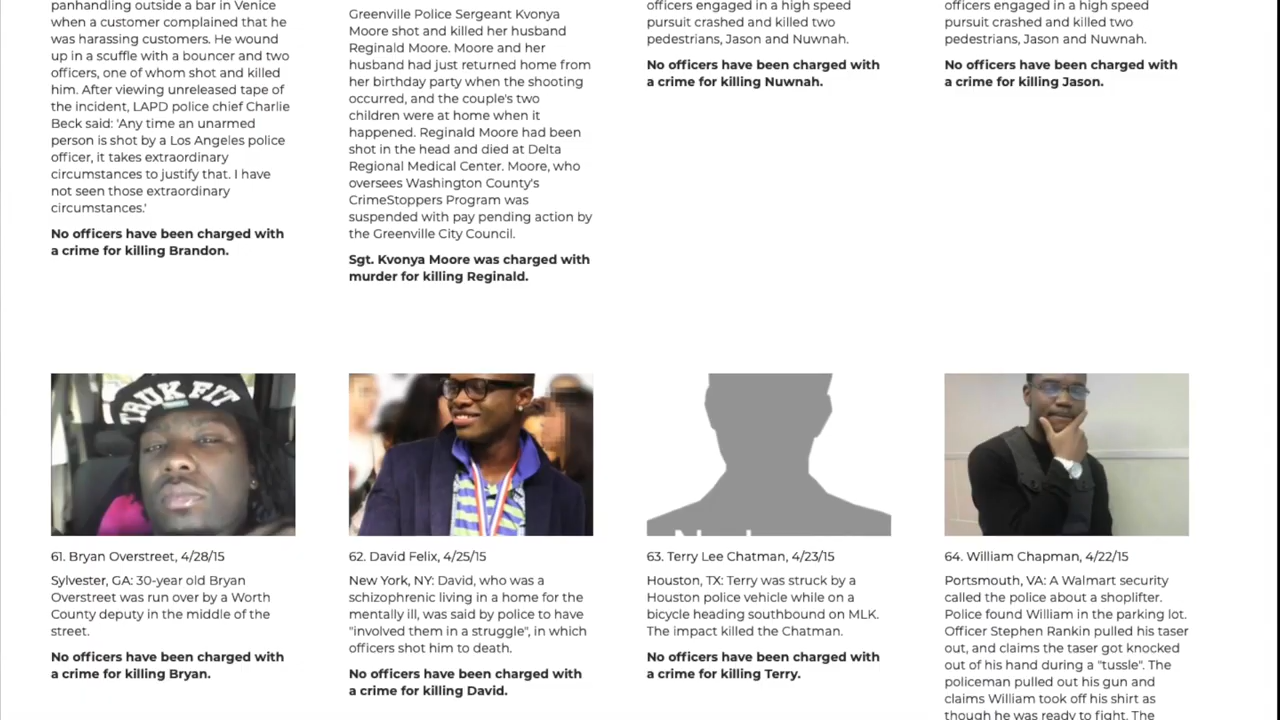 panhandling outside a bar in Venice
when a customer complained that he
was harassing customers. He wound
up in a scuffle with a bouncer and two
officers, one of whom shot and killed
him. After viewing unreleased tape of
the incident, LAPD police chief Charlie
Beck said: 'Any time an unarmed
person is shot by a Los Angeles police
officer, it takes extraordinary
circumstances to justify that. I have
not seen those extraordinary
circumstances.'
No officers have been charged with
a crime for killing Brandon.
Greenville Police Sergeant Kvonya
Moore shot and killed her husband
Reginald Moore. Moore and her
husband had just returned home from
her birthday party when the shooting
occurred, and the couple's two
children were at home when it
happened. Reginald Moore had been
shot in the head and died at Delta
Regional Medical Center. Moore, who
oversees Washington County's
CrimeStoppers Program was
suspended with pay pending action by
the Greenville City Council.
Sgt. Kvonya Moore was charged with
murder for killing Reginald.
officers engaged in a high speed
pursuit crashed and killed two
pedestrians, Jason and Nuwnah.
No officers have been charged with
a crime for killing Nuwnah.
officers engaged in a high speed
pursuit crashed and killed two
pedestrians, Jason and Nuwnah.
No officers have been charged with
a crime for killing Jason.
TRUK FIT
61. Bryan Overstreet, 4/28/15
Sylvester, GA: 30-year old Bryan
Overstreet was run over by a Worth
County deputy in the middle of the
street.
No officers have been charged with
a crime for killing Bryan.
62. David Felix, 4/25/15
New York, NY: David, who was a
schizophrenic living in a home for the
mentally ill, was said by police to have
"involved them in a struggle", in which
officers shot him to death.
No officers have been charged with
a crime for killing David.
63. Terry Lee Chatman, 4/23/15
Houston, TX: Terry was struck by a
Houston police vehicle while on a
bicycle heading southbound on MLK.
The impact killed the Chatman.
No officers have been charged with
a crime for killing Terry.
64. William Chapman, 4/22/15
Portsmouth, VA: A Walmart security
called the police about a shoplifter.
Police found William in the parking lot.
Officer Stephen Rankin pulled his taser
out, and claims the taser got knocked
out of his hand during a "tussle". The
policeman pulled out his gun and
claims William took off his shirt as
though he was ready to fight. The